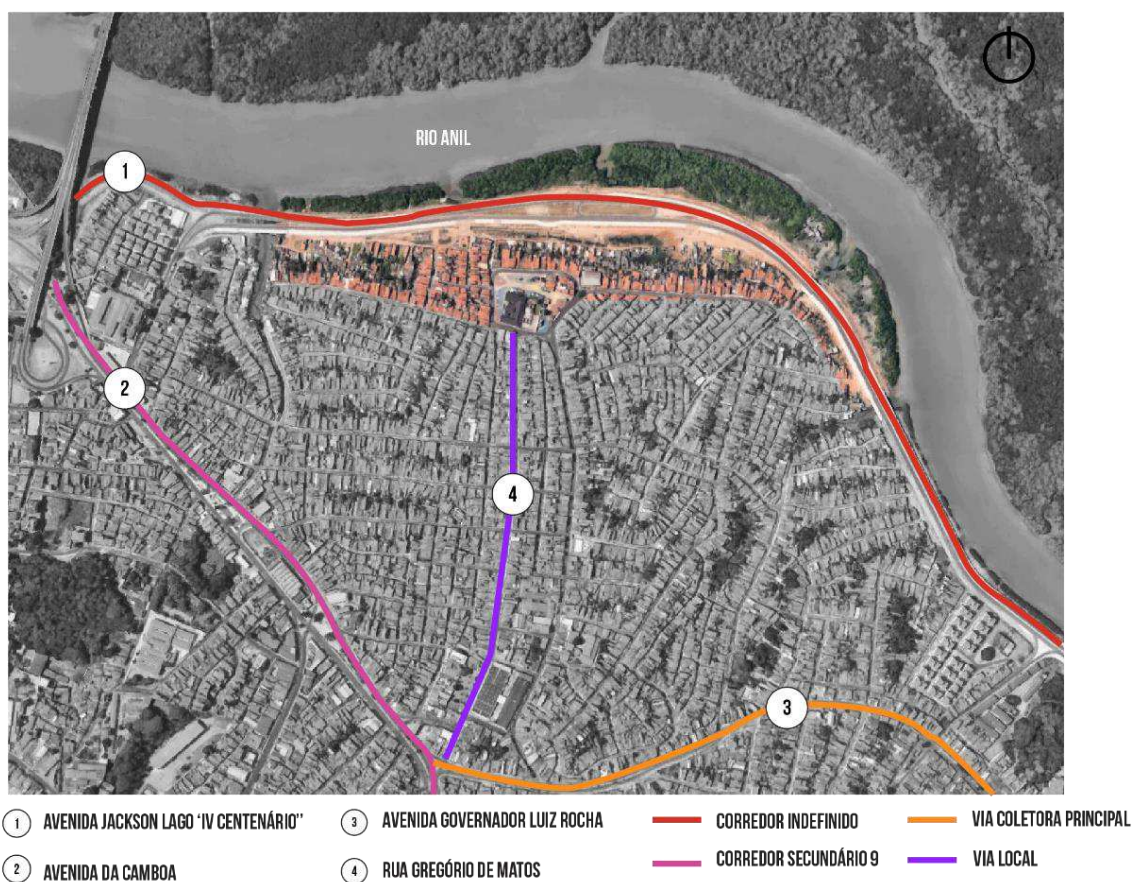 RIO ANIL
1
2
4
3
1 AVENIDA JACKSON LAGO 'IV CENTENÁRIO"
2 AVENIDA DA CAMBOA
3 AVENIDA GOVERNADOR LUIZ ROCHA
4 RUA GREGÓRIO DE MATOS
CORREDOR INDEFINIDO
CORREDOR SECUNDÁRIO 9
VIA COLETORA PRINCIPAL
VIA LOCAL